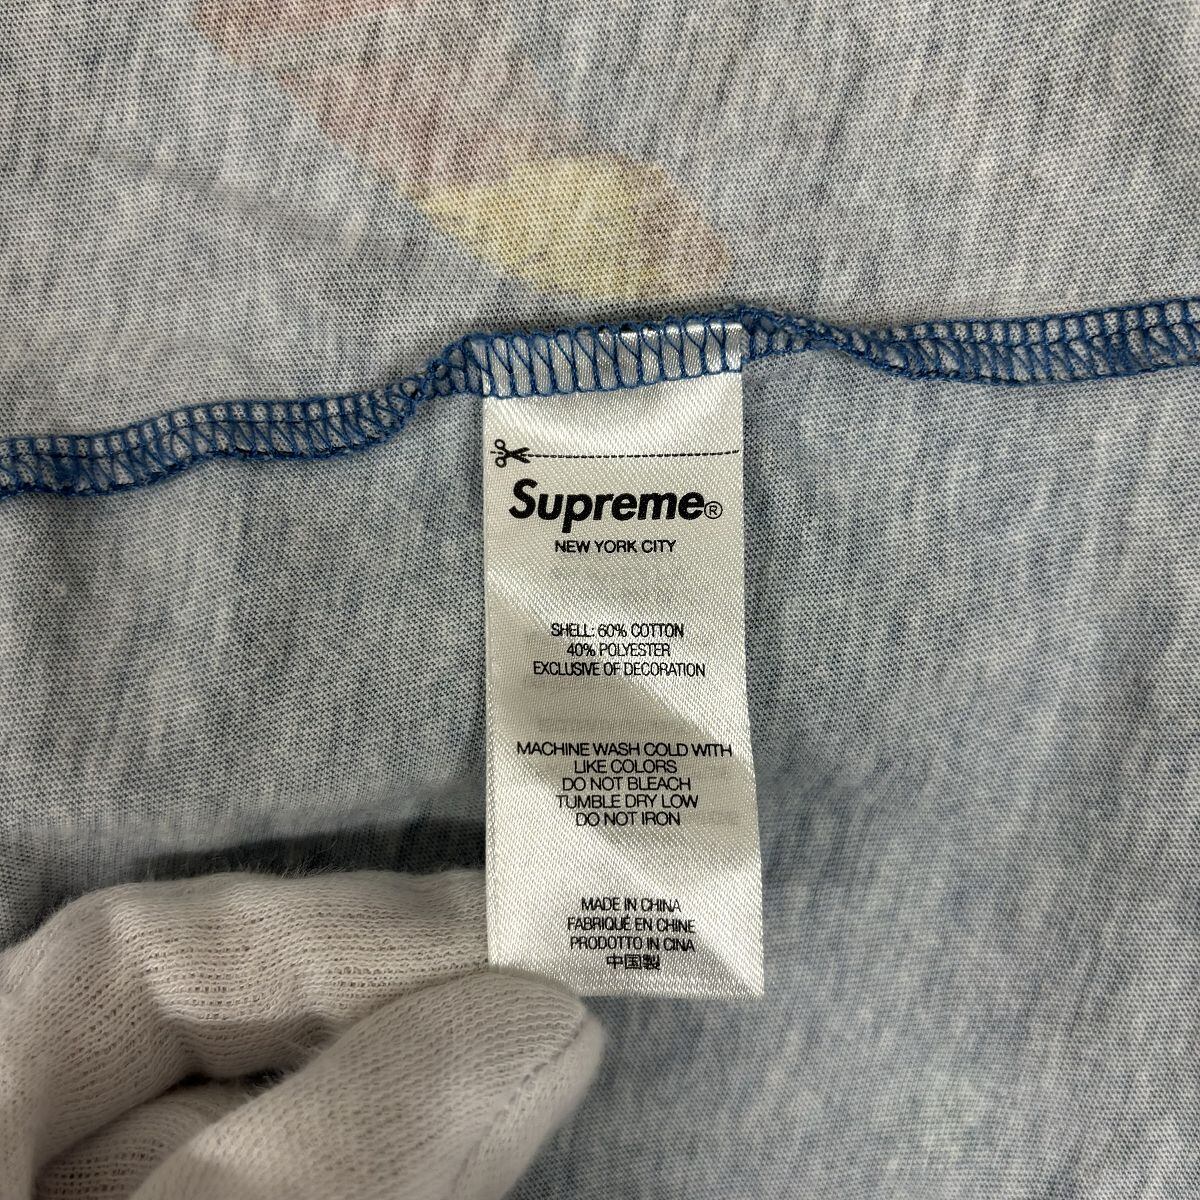 Supreme®
NEW YORK CITY
SHELL: 60% COTTON
40% POLYESTER
EXCLUSIVE OF DECORATION
MACHINE WASH COLD WITH
LIKE COLORS
DO NOT BLEACH
TUMBLE DRY LOW
DO NOT IRON
MADE IN CHINA
FABRIQUÉ EN CHINE
PRODOTTO IN CINA
中国製